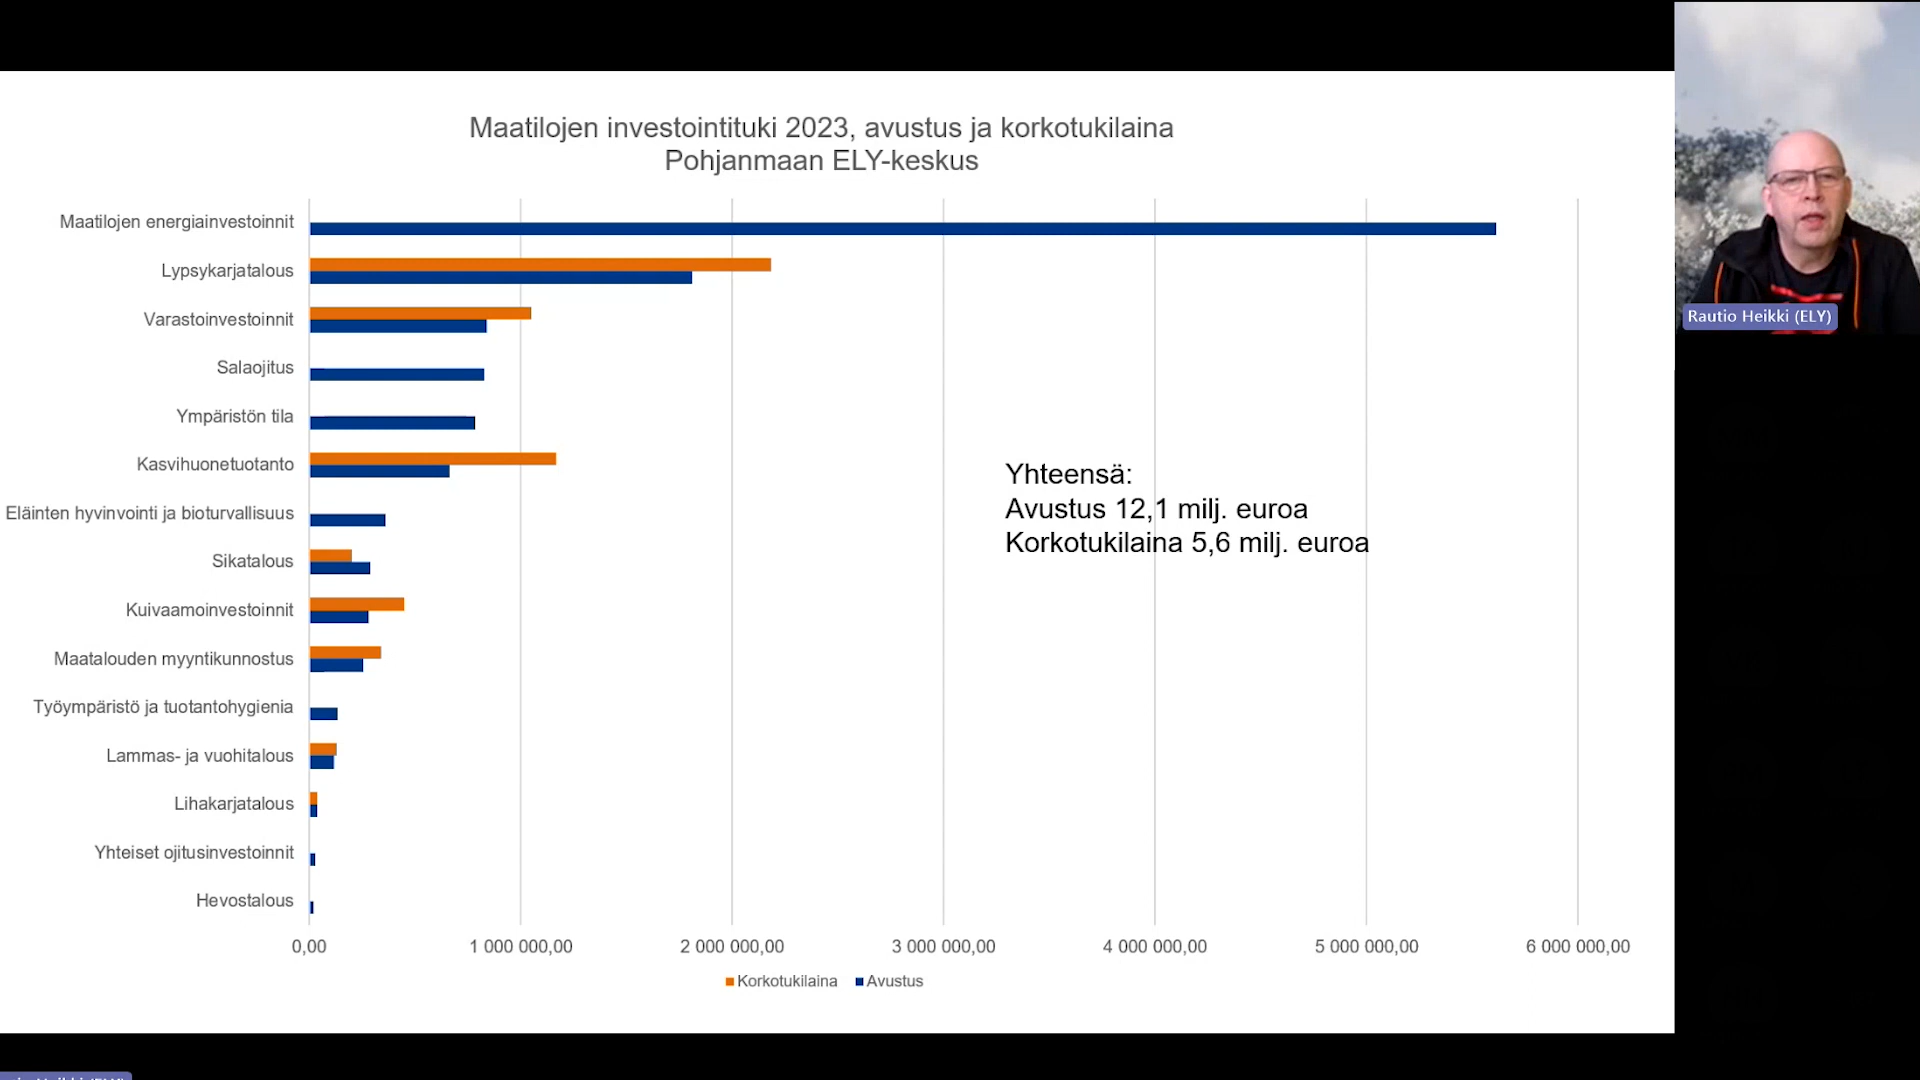 Maatilojen investointituki 2023, avustus ja korkotukilaina
Pohjanmaan ELY-keskus
Maatilojen energiainvestoinnit
Lypsykarjatalous
Varastoinvestoinnit
Salaojitus
Ympäristön tila
Kasvihuonetuotanto
Eläinten hyvinvointi ja bioturvallisuus
Sikatalous
Kuivaamoinvestoinnit
Maatalouden myyntikunnostus
Työympäristö ja tuotantohygienia
Lammas- ja vuohitalous
Lihakarjatalous
Yhteiset ojitusinvestoinnit
Hevostalous
Yhteensä:
Avustus 12,1 milj. euroa
Korkotukilaina 5,6 milj. euroa
0,00 1 000 000,00 2 000 000,00 3 000 000,00 4 000 000,00 5 000 000,00 6 000 000,00
Korkotukilaina Avustus
Rautio Heikki (ELY)